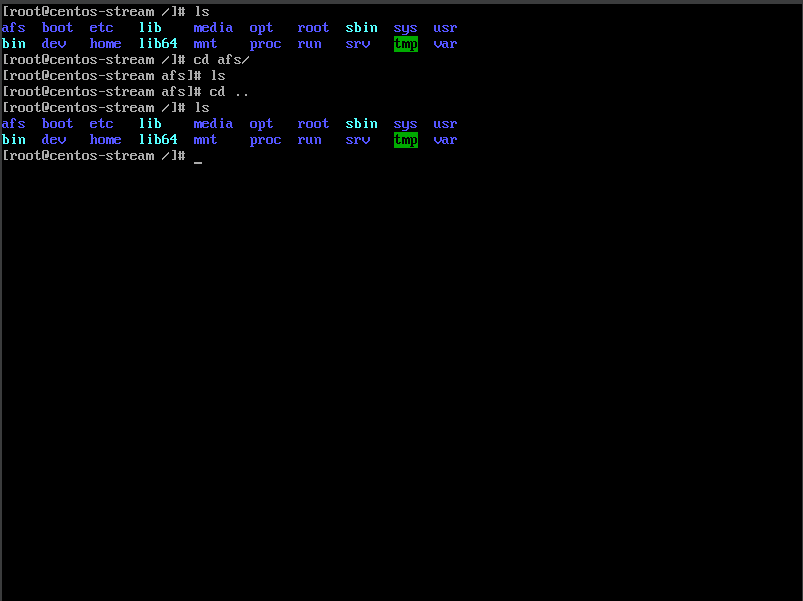 [root@centos-stream /]# ls
afs boot etc lib media opt root sbin sys usr
bin dev home lib64 mnt proc run srv tmp var
[root@centos-stream /]# cd afs/
[root@centos-stream afs]# ls
[root@centos-stream afs]# cd ..
[root@centos-stream /]# ls
afs boot etc lib media opt root sbin sys usr
bin dev home lib64 mnt proc run srv tmp var
[root@centos-stream /]# _